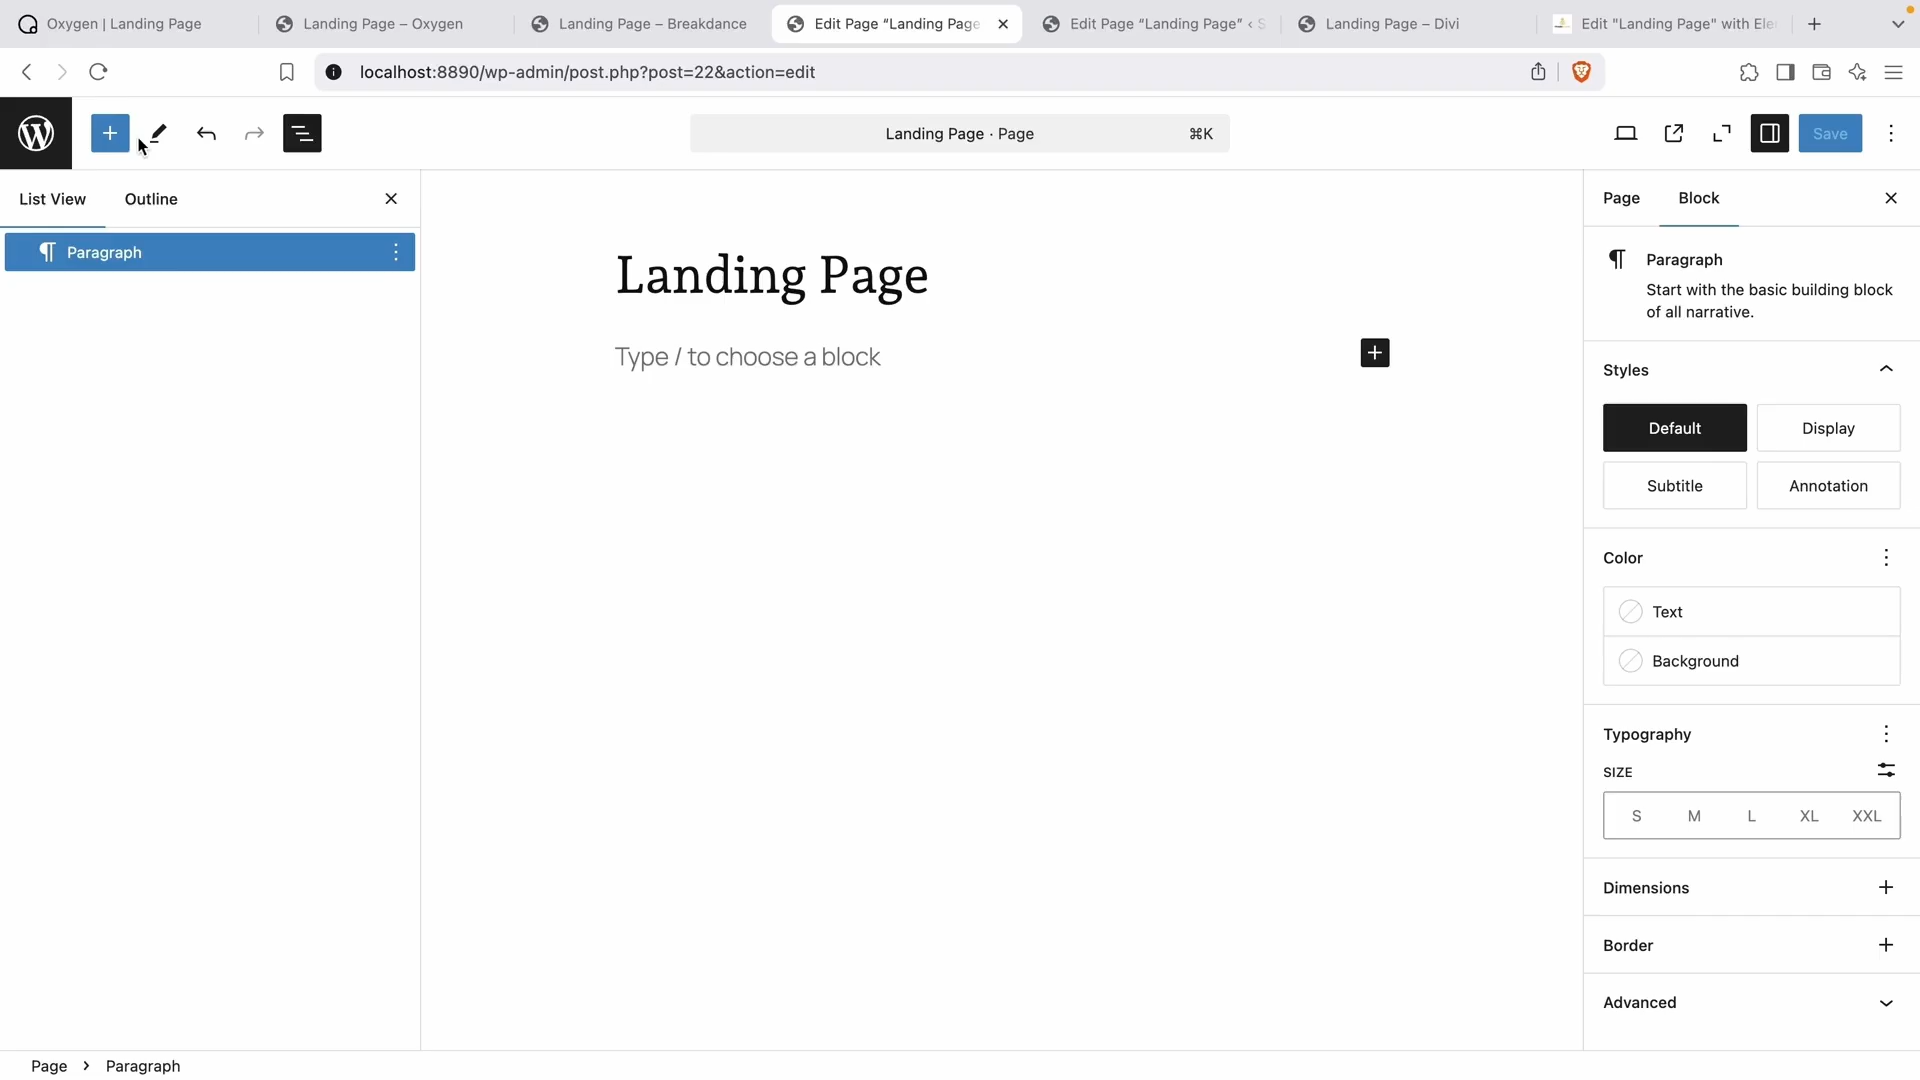 Oxygen | Landing Page
Landing Page – Oxygen
Landing Page – Breakdance
Edit Page “Landing Page
Edit Page “Landing Page” ‹ S
Landing Page – Divi
Edit "Landing Page" with Ele
localhost:8890/wp-admin/post.php?post=22&action=edit
Landing Page · Page ⌘K
Save
List View Outline
Paragraph
Landing Page
Type / to choose a block
Page Block
Paragraph
Start with the basic building block
of all narrative.
Styles
Default Display
Subtitle Annotation
Color
Text
Background
Typography
SIZE
S M L XL XXL
Dimensions
Border
Advanced
Page › Paragraph